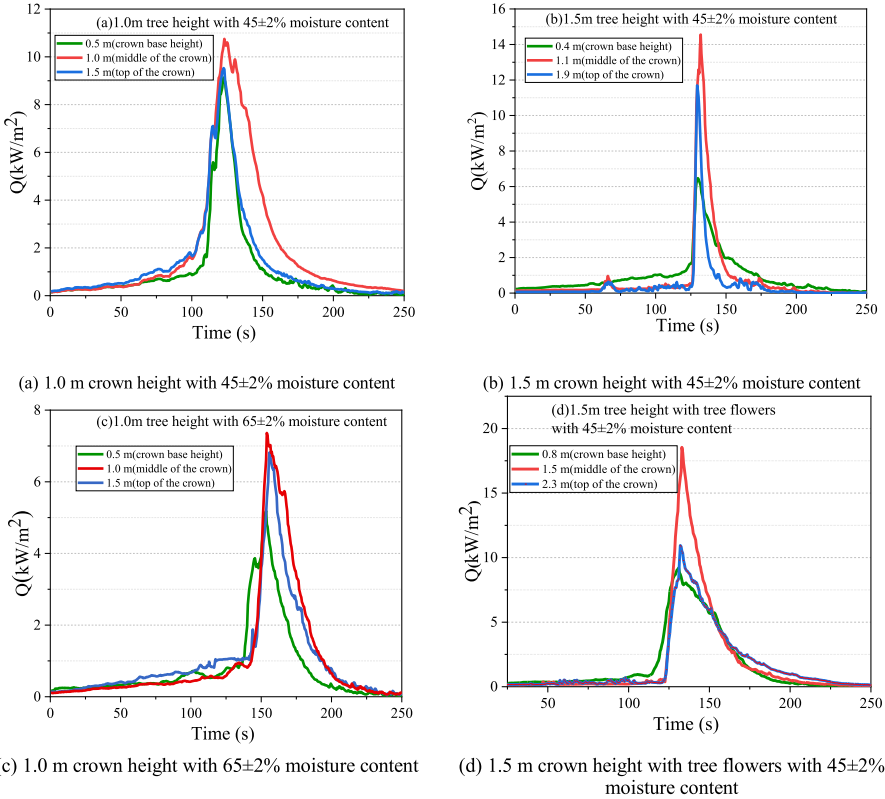 (a)1.0m tree height with 45±2% moisture content
0.5 m(crown base height)
1.0 m(middle of the crown)
1.5 m(top of the crown)
12
10
8
6
4
2
0
Q(kW/m²)
0 50 100 150 200 250
Time (s)
(b)1.5m tree height with 45±2% moisture content
0.4 m(crown base height)
1.1 m(middle of the crown)
1.9 m(top of the crown)
16
14
12
10
8
6
4
2
0
Q(kW/m²)
0 50 100 150 200 250
Time (s)
(a) 1.0 m crown height with 45±2% moisture content
(b) 1.5 m crown height with 45±2% moisture content
(c)1.0m tree height with 65±2% moisture content
0.5 m(crown base height)
1.0 m(middle of the crown)
1.5 m(top of the crown)
8
6
4
2
0
Q(kW/m²)
0 50 100 150 200 250
Time (s)
(d)1.5m tree height with tree flowers
with 45±2% moisture content
0.8 m(crown base height)
1.5 m(middle of the crown)
2.3 m(top of the crown)
22.5
17.5
12.5
10
7.5
5
2.5
0
Q(kW/m²)
50 100 150 200 250
Time (s)
(c) 1.0 m crown height with 65±2% moisture content
(d) 1.5 m crown height with tree flowers with 45±2%
moisture content